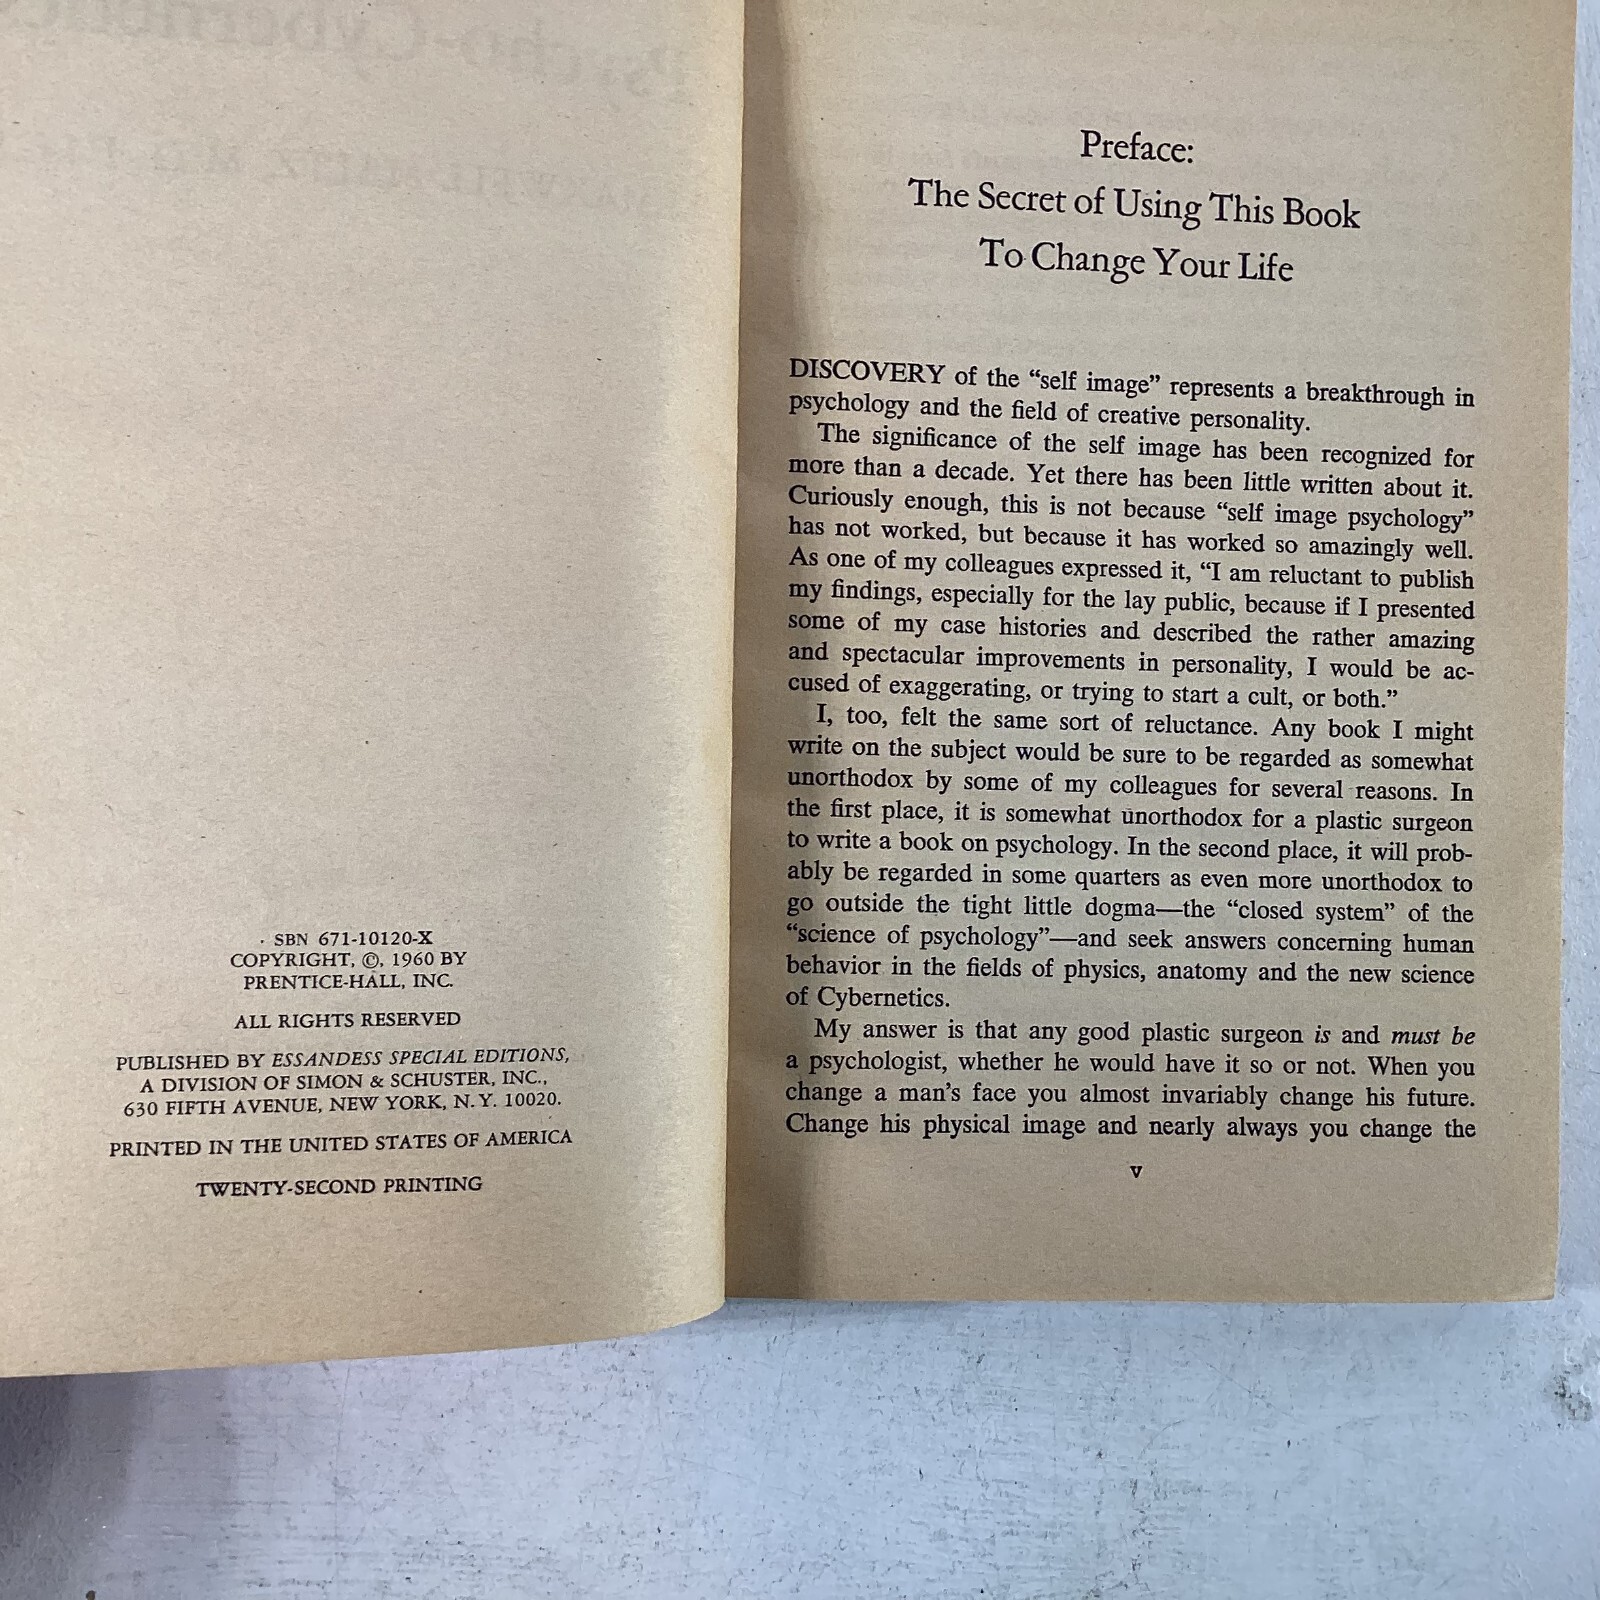 SBN 671-10120-X
COPYRIGHT, ©, 1960 BY
PRENTICE-HALL, INC.
ALL RIGHTS RESERVED
PUBLISHED BY ESSANDESS SPECIAL EDITIONS,
A DIVISION OF SIMON & SCHUSTER, INC.,
630 FIFTH AVENUE, NEW YORK, N.Y. 10020.
PRINTED IN THE UNITED STATES OF AMERICA
TWENTY-SECOND PRINTING
Preface:
The Secret of Using This Book
To Change Your Life
DISCOVERY of the “self image” represents a breakthrough in
psychology and the field of creative personality.
The significance of the self image has been recognized for
more than a decade. Yet there has been little written about it.
Curiously enough, this is not because “self image psychology”
has not worked, but because it has worked so amazingly well.
As one of my colleagues expressed it, “I am reluctant to publish
my findings, especially for the lay public, because if I presented
some of my case histories and described the rather amazing
and spectacular improvements in personality, I would be ac-
cused of exaggerating, or trying to start a cult, or both.”
I, too, felt the same sort of reluctance. Any book I might
write on the subject would be sure to be regarded as somewhat
unorthodox by some of my colleagues for several reasons. In
the first place, it is somewhat unorthodox for a plastic surgeon
to write a book on psychology. In the second place, it will prob-
ably be regarded in some quarters as even more unorthodox to
go outside the tight little dogma—the “closed system” of the
“science of psychology”—and seek answers concerning human
behavior in the fields of physics, anatomy and the new science
of Cybernetics.
My answer is that any good plastic surgeon is and must be
a psychologist, whether he would have it so or not. When you
change a man’s face you almost invariably change his future.
Change his physical image and nearly always you change the
v